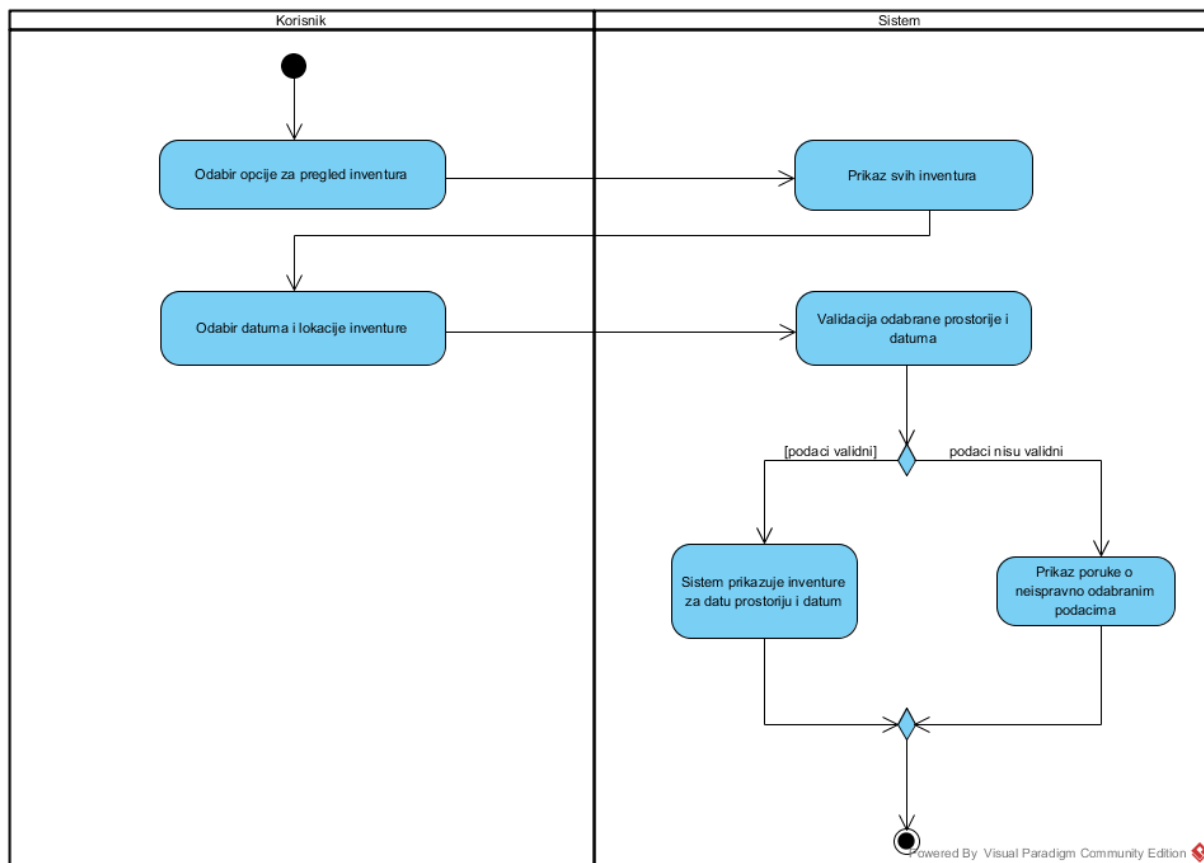 Korisnik
Sistem
Odabir opcije za pregled inventura
Prikaz svih inventura
Odabir datuma i lokacije inventure
Validacija odabrane prostorije i
datuma
[podaci validni]
podaci nisu validni
Sistem prikazuje inventure
za datu prostoriju i datum
Prikaz poruke o
neispravno odabranim
podacima
Powered By Visual Paradigm Community Edition